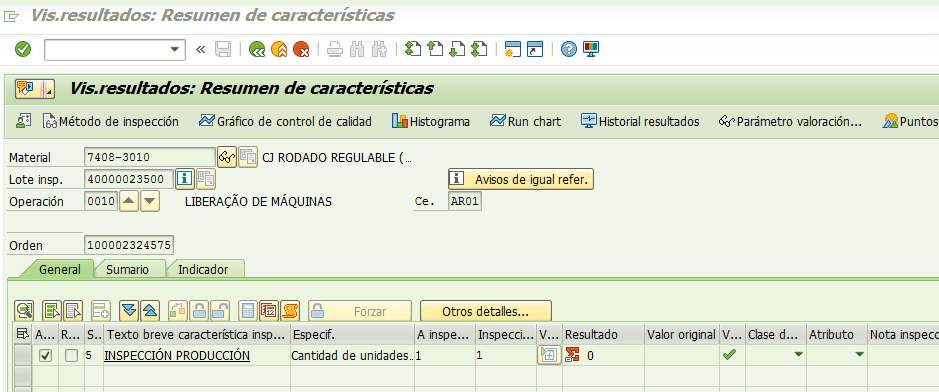 Vis.resultados: Resumen de características
Vis.resultados: Resumen de características
Método de inspección Gráfico de control de calidad Histograma Run chart Historial resultados Parámetro valoración... Puntos
Material 7408-3010 CJ RODADO REGULABLE (...
Lote insp. 40000023500 Avisos de igual refer.
Operación 0010 LIBERAÇÃO DE MÁQUINAS Ce. AR01
Orden 100002324575
General Sumario Indicador
Forzar Otros detalles...
A... R... S... Texto breve característica insp... Especif. A inspe... Inspecci... V... Resultado Valor original V... Clase d... Atributo Nota inspecc
5 INSPECCIÓN PRODUCCIÓN Cantidad de unidades... 1 1 0